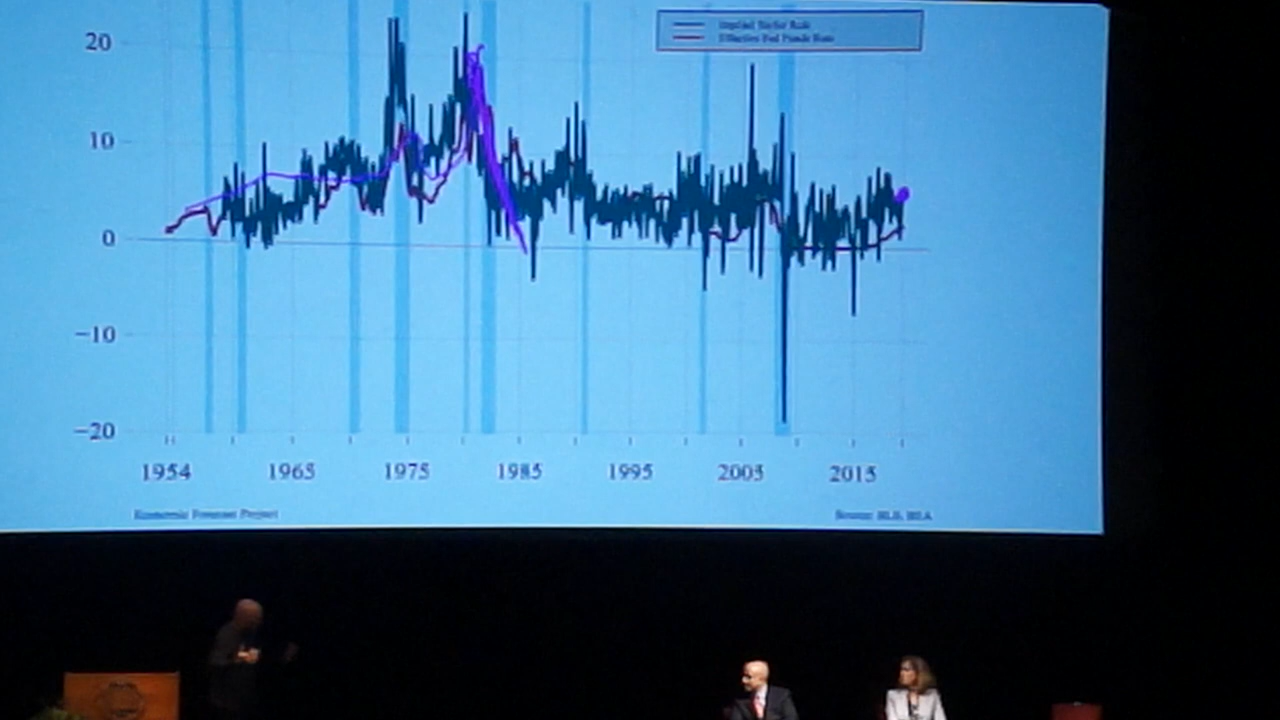 Implied Taylor Rule
Effective Fed Funds Rate
20
10
0
−10
−20
1954 1965 1975 1985 1995 2005 2015
Economic Forecast Project Source: BLS, BEA